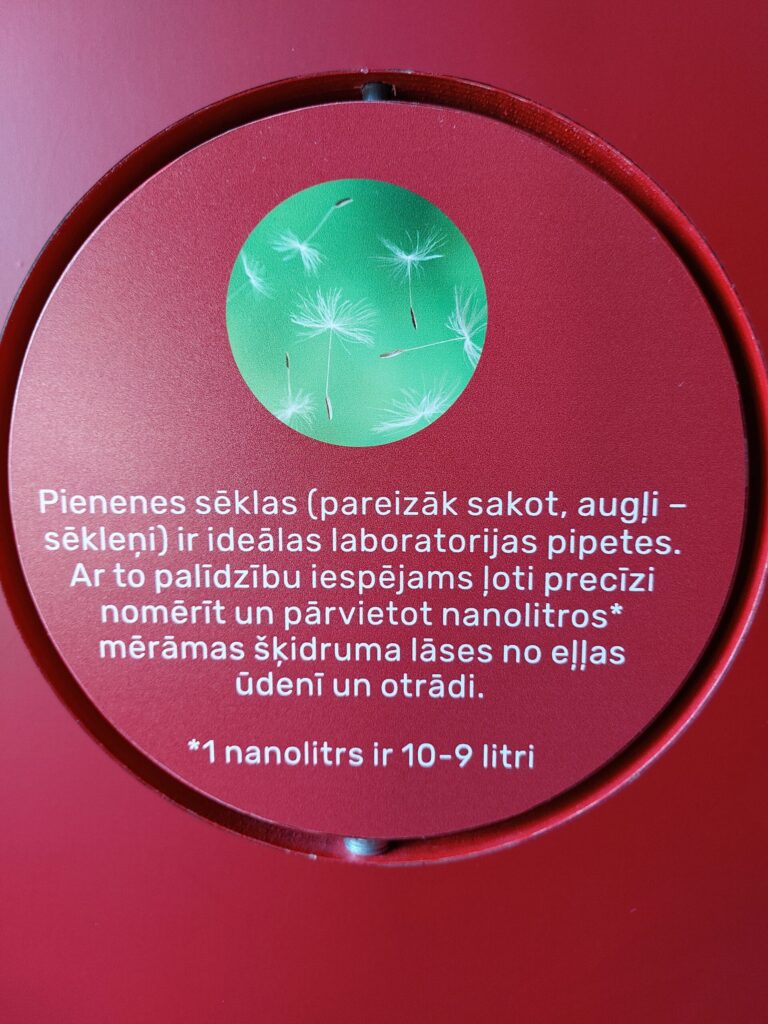 Pienenes sēklas (pareizāk sakot, augļi –
sēkleņi) ir ideālas laboratorijas pipetes.
Ar to palīdzību iespējams ļoti precīzi
nomērīt un pārvietot nanolitros*
mērāmas šķidruma lāses no eļļas
ūdenī un otrādi.
*1 nanolitrs ir 10-9 litri